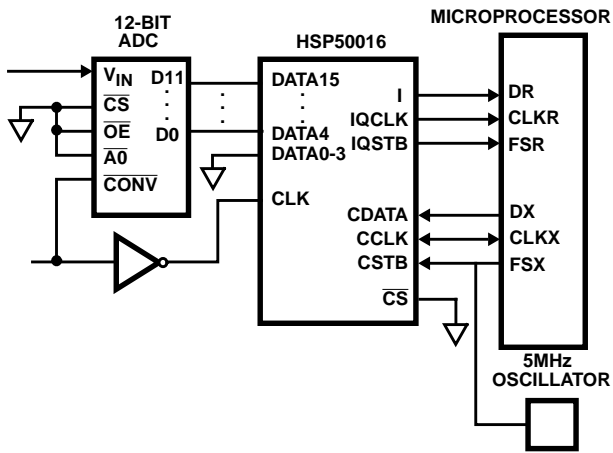 12-BIT
ADC
HSP50016
MICROPROCESSOR
VIN
D11
CS
OE
A0
D0
CONV
DATA15
DATA4
DATA0-3
CLK
I
IQCLK
IQSTB
CDATA
CCLK
CSTB
CS
DR
CLKR
FSR
DX
CLKX
FSX
5MHz
OSCILLATOR